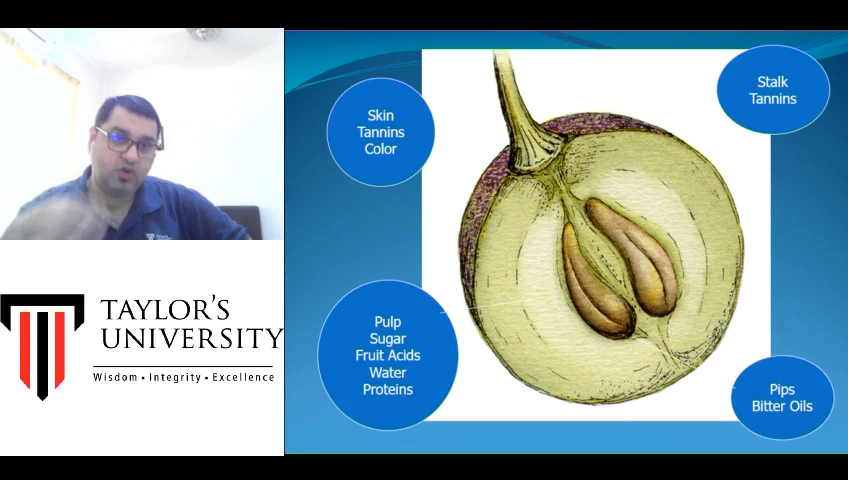 TAYLOR'S
UNIVERSITY
Wisdom • Integrity • Excellence
Skin
Tannins
Color
Stalk
Tannins
Pulp
Sugar
Fruit Acids
Water
Proteins
Pips
Bitter Oils